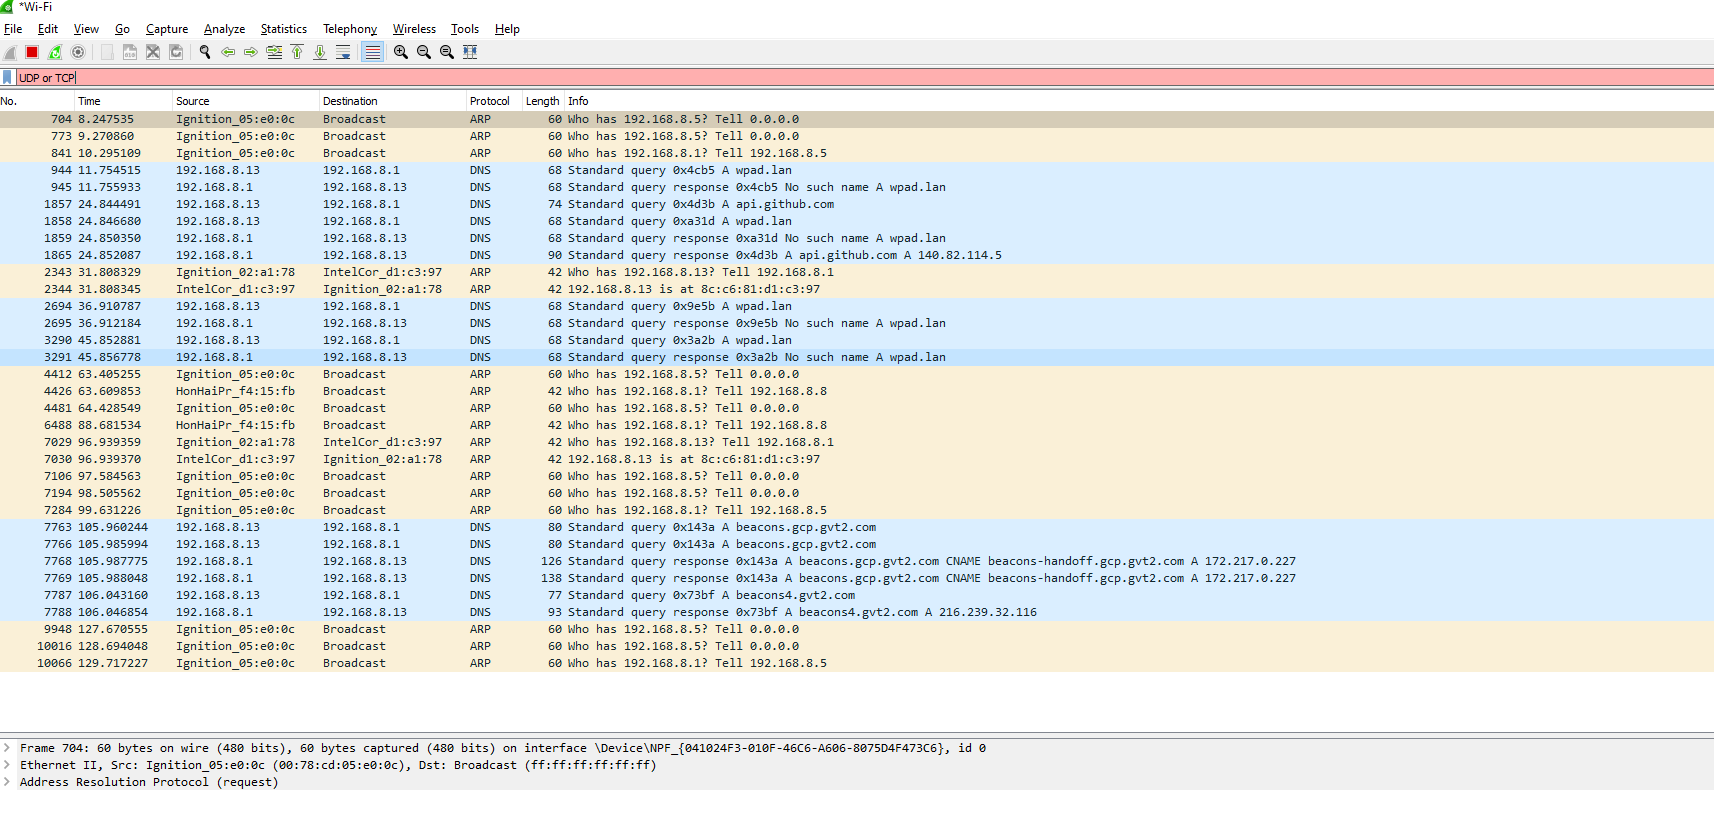 *Wi-Fi
File Edit View Go Capture Analyze Statistics Telephony Wireless Tools Help
UDP or TCP
No. Time Source Destination Protocol Length Info
704 8.247535 Ignition_05:e0:0c Broadcast ARP 60 Who has 192.168.8.5? Tell 0.0.0.0
773 9.270860 Ignition_05:e0:0c Broadcast ARP 60 Who has 192.168.8.5? Tell 0.0.0.0
841 10.295109 Ignition_05:e0:0c Broadcast ARP 60 Who has 192.168.8.1? Tell 192.168.8.5
944 11.754515 192.168.8.13 192.168.8.1 DNS 68 Standard query 0x4cb5 A wpad.lan
945 11.755933 192.168.8.1 192.168.8.13 DNS 68 Standard query response 0x4cb5 No such name A wpad.lan
1857 24.844491 192.168.8.13 192.168.8.1 DNS 74 Standard query 0x4d3b A api.github.com
1858 24.846680 192.168.8.13 192.168.8.1 DNS 68 Standard query 0xa31d A wpad.lan
1859 24.850350 192.168.8.1 192.168.8.13 DNS 68 Standard query response 0xa31d No such name A wpad.lan
1865 24.852087 192.168.8.1 192.168.8.13 DNS 90 Standard query response 0x4d3b A api.github.com A 140.82.114.5
2343 31.808329 Ignition_02:a1:78 IntelCor_d1:c3:97 ARP 42 Who has 192.168.8.13? Tell 192.168.8.1
2344 31.808345 IntelCor_d1:c3:97 Ignition_02:a1:78 ARP 42 192.168.8.13 is at 8c:c6:81:d1:c3:97
2694 36.910787 192.168.8.13 192.168.8.1 DNS 68 Standard query 0x9e5b A wpad.lan
2695 36.912184 192.168.8.1 192.168.8.13 DNS 68 Standard query response 0x9e5b No such name A wpad.lan
3290 45.852881 192.168.8.13 192.168.8.1 DNS 68 Standard query 0x3a2b A wpad.lan
3291 45.856778 192.168.8.1 192.168.8.13 DNS 68 Standard query response 0x3a2b No such name A wpad.lan
4412 63.405255 Ignition_05:e0:0c Broadcast ARP 60 Who has 192.168.8.5? Tell 0.0.0.0
4426 63.609853 HonHaiPr_f4:15:fb Broadcast ARP 42 Who has 192.168.8.1? Tell 192.168.8.8
4481 64.428549 Ignition_05:e0:0c Broadcast ARP 60 Who has 192.168.8.5? Tell 0.0.0.0
6488 88.681534 HonHaiPr_f4:15:fb Broadcast ARP 42 Who has 192.168.8.1? Tell 192.168.8.8
7029 96.939359 Ignition_02:a1:78 IntelCor_d1:c3:97 ARP 42 Who has 192.168.8.13? Tell 192.168.8.1
7030 96.939370 IntelCor_d1:c3:97 Ignition_02:a1:78 ARP 42 192.168.8.13 is at 8c:c6:81:d1:c3:97
7106 97.584563 Ignition_05:e0:0c Broadcast ARP 60 Who has 192.168.8.5? Tell 0.0.0.0
7194 98.505562 Ignition_05:e0:0c Broadcast ARP 60 Who has 192.168.8.5? Tell 0.0.0.0
7284 99.631226 Ignition_05:e0:0c Broadcast ARP 60 Who has 192.168.8.1? Tell 192.168.8.5
7763 105.960244 192.168.8.13 192.168.8.1 DNS 80 Standard query 0x143a A beacons.gcp.gvt2.com
7766 105.985994 192.168.8.13 192.168.8.1 DNS 80 Standard query 0x143a A beacons.gcp.gvt2.com
7768 105.987775 192.168.8.1 192.168.8.13 DNS 126 Standard query response 0x143a A beacons.gcp.gvt2.com CNAME beacons-handoff.gcp.gvt2.com A 172.217.0.227
7769 105.988048 192.168.8.1 192.168.8.13 DNS 138 Standard query response 0x143a A beacons.gcp.gvt2.com CNAME beacons-handoff.gcp.gvt2.com A 172.217.0.227
7787 106.043160 192.168.8.13 192.168.8.1 DNS 77 Standard query 0x73bf A beacons4.gvt2.com
7788 106.046854 192.168.8.1 192.168.8.13 DNS 93 Standard query response 0x73bf A beacons4.gvt2.com A 216.239.32.116
9948 127.670555 Ignition_05:e0:0c Broadcast ARP 60 Who has 192.168.8.5? Tell 0.0.0.0
10016 128.694048 Ignition_05:e0:0c Broadcast ARP 60 Who has 192.168.8.5? Tell 0.0.0.0
10066 129.717227 Ignition_05:e0:0c Broadcast ARP 60 Who has 192.168.8.1? Tell 192.168.8.5
Frame 704: 60 bytes on wire (480 bits), 60 bytes captured (480 bits) on interface \Device\NPF_{041024F3-010F-46C6-A606-8075D4F473C6}, id 0
Ethernet II, Src: Ignition_05:e0:0c (00:78:cd:05:e0:0c), Dst: Broadcast (ff:ff:ff:ff:ff:ff)
Address Resolution Protocol (request)